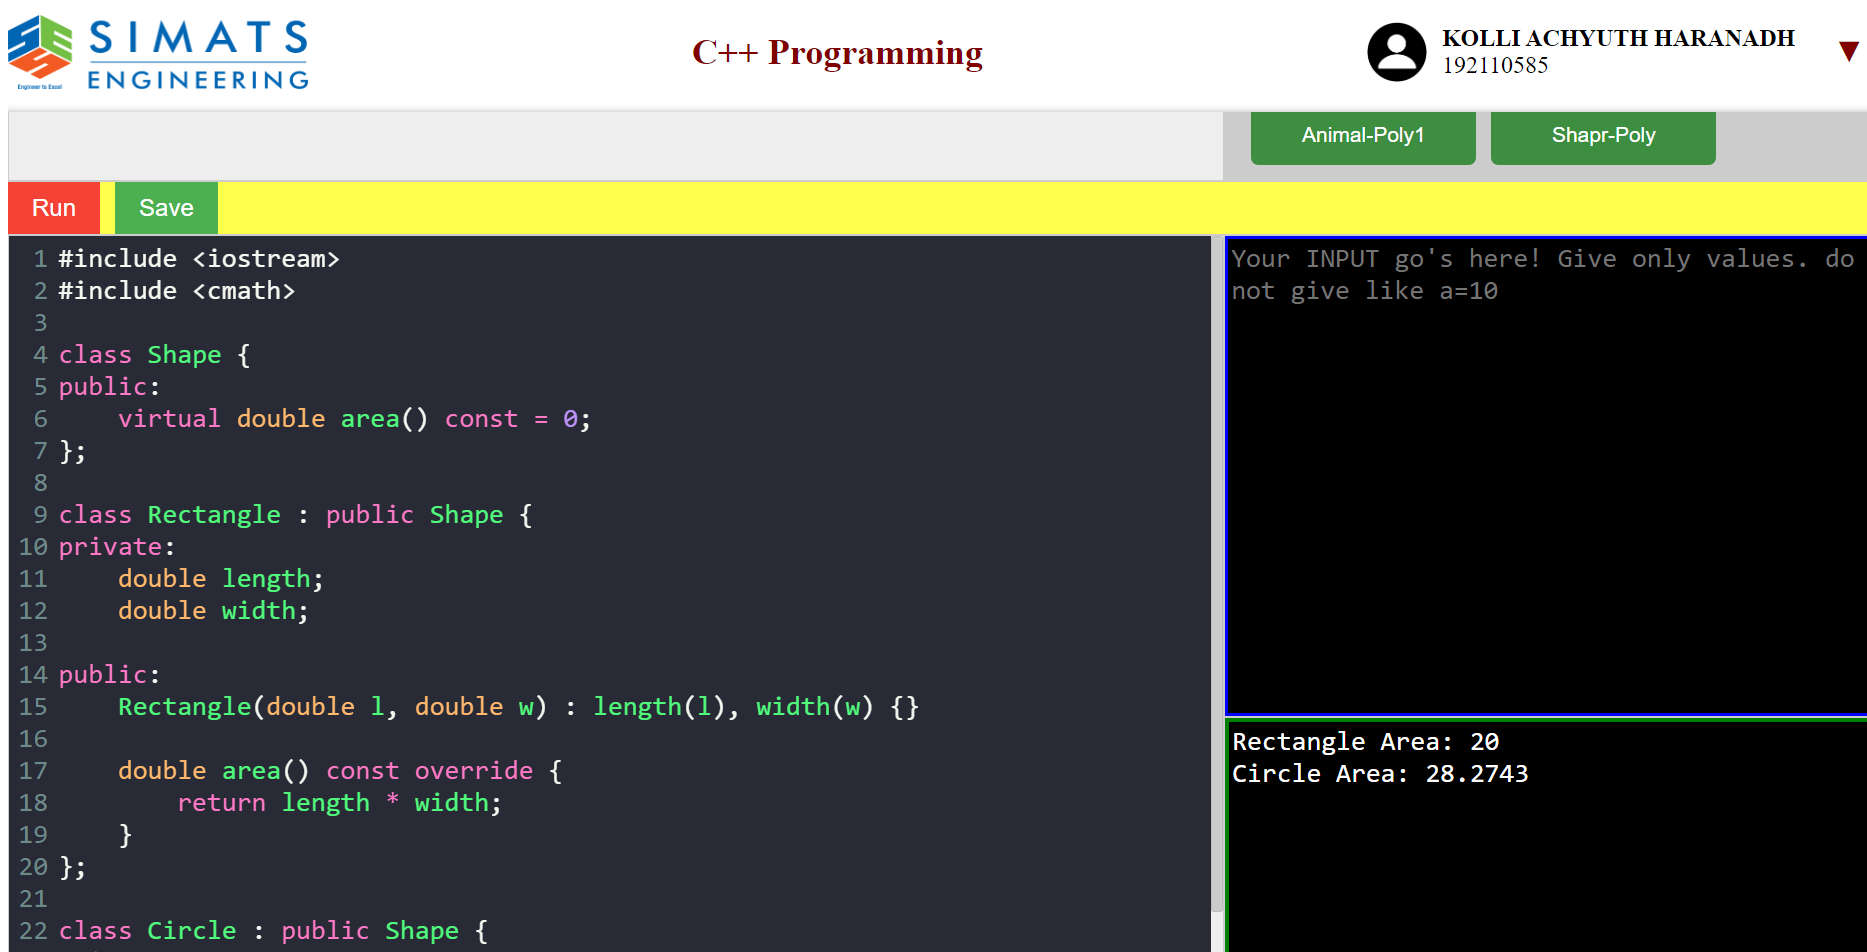 SIMATS
ENGINEERING
Engineer to Excel
C++ Programming
KOLLI ACHYUTH HARANADH
192110585
▼
Animal-Poly1
Shapr-Poly
Run
Save
1 #include <iostream>
2 #include <cmath>
3
4 class Shape {
5 public:
6     virtual double area() const = 0;
7 };
8
9 class Rectangle : public Shape {
10 private:
11     double length;
12     double width;
13
14 public:
15     Rectangle(double l, double w) : length(l), width(w) {}
16
17     double area() const override {
18         return length * width;
19     }
20 };
21
22 class Circle : public Shape {
Your INPUT go's here! Give only values. do
not give like a=10
Rectangle Area: 20
Circle Area: 28.2743